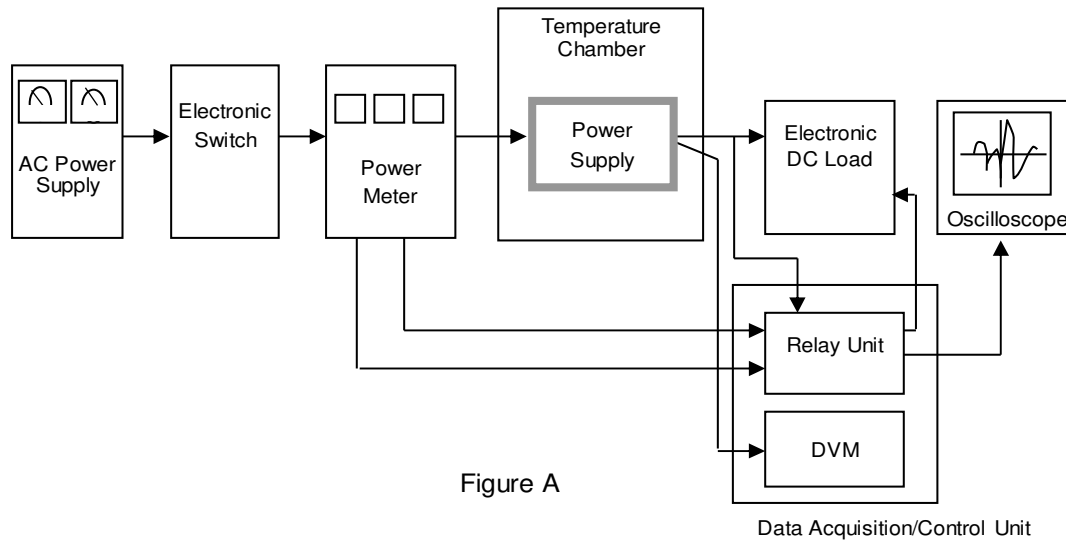 Temperature
Chamber
AC Power
Supply
Electronic
Switch
Power
Meter
Power
Supply
Electronic
DC Load
Oscilloscope
Relay Unit
DVM
Figure A
Data Acquisition/Control Unit